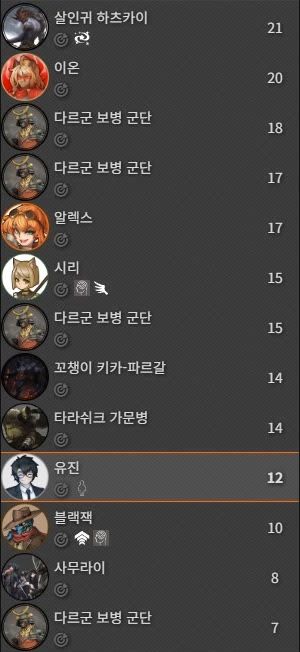 살인귀 하츠카이 21
이온 20
다르군 보병 군단 18
다르군 보병 군단 17
알렉스 17
시리 15
다르군 보병 군단 15
꼬챙이 키카-파르갈 14
타라쉬크 가문병 14
유진 12
블랙잭 10
사무라이 8
다르군 보병 군단 7